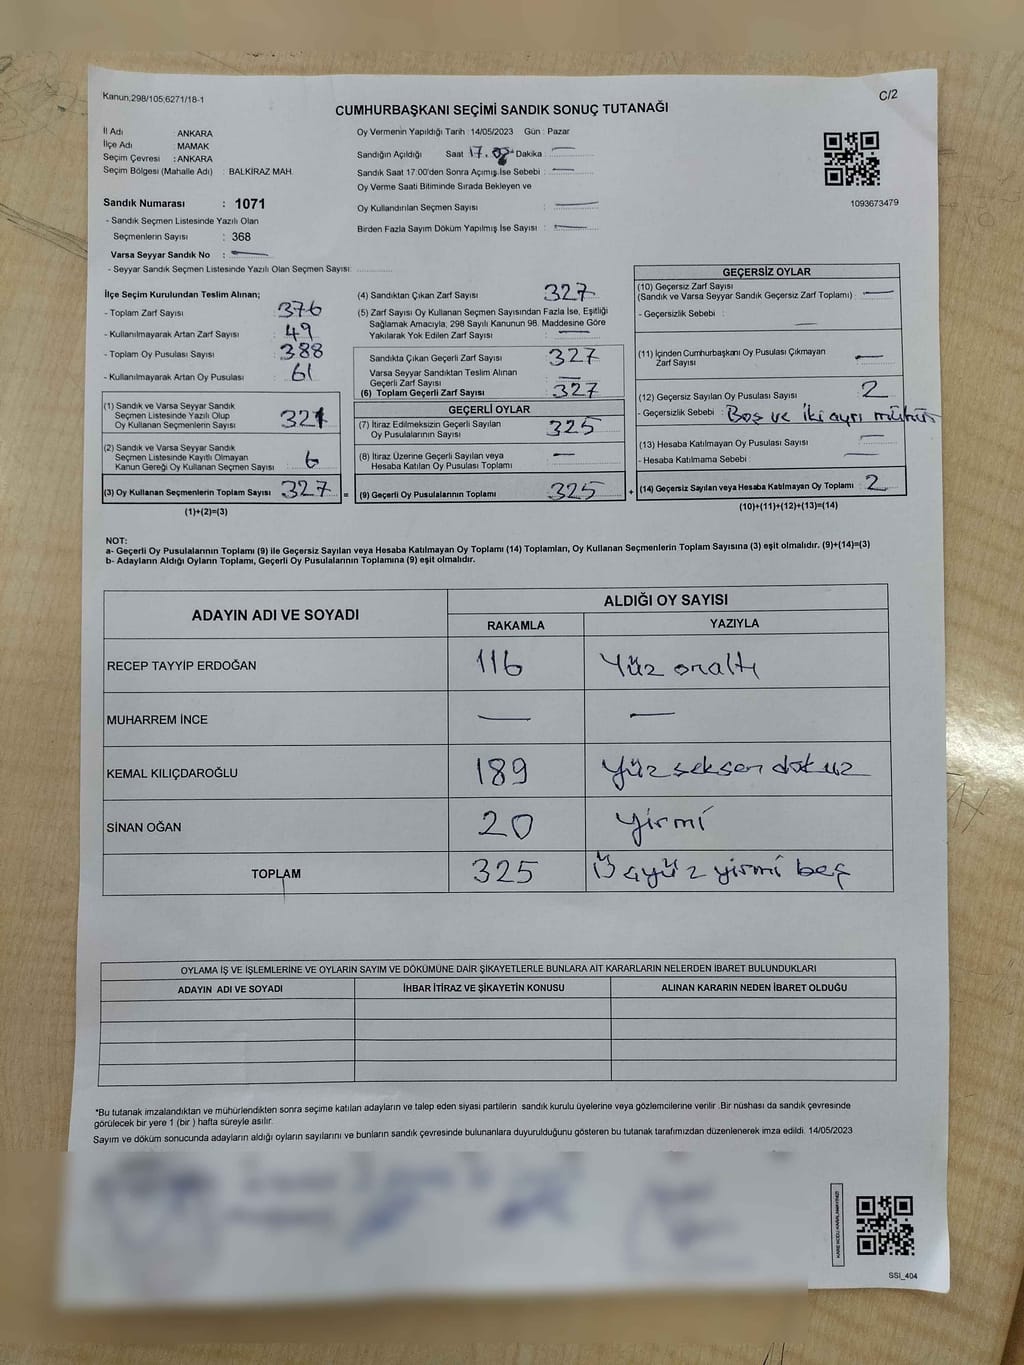 Kanun.298/105;6271/18-1
C/2
CUMHURBAŞKANI SEÇİMİ SANDIK SONUÇ TUTANAĞI
İl Adı : ANKARA
İlçe Adı : MAMAK
Seçim Çevresi : ANKARA
Seçim Bölgesi (Mahalle Adı) : BALKİRAZ MAH.
Sandık Numarası : 1071
- Sandık Seçmen Listesinde Yazılı Olan
Seçmenlerin Sayısı : 368
Varsa Seyyar Sandık No : —
- Seyyar Sandık Seçmen Listesinde Yazılı Olan Seçmen Sayısı: ............
Oy Vermenin Yapıldığı Tarih : 14/05/2023 Gün : Pazar
Sandığın Açıldığı Saat 17. Dakika : —
Sandık Saat 17:00'den Sonra Açımış İse Sebebi : —
Oy Verme Saati Bitiminde Sırada Bekleyen ve
Oy Kullandırılan Seçmen Sayısı : —
Birden Fazla Sayım Döküm Yapılmış İse Sayısı : —
1093673479
İlçe Seçim Kurulundan Teslim Alınan;
- Toplam Zarf Sayısı : 376
- Kullanılmayarak Artan Zarf Sayısı : 49
- Toplam Oy Pusulası Sayısı : 388
- Kullanılmayarak Artan Oy Pusulası : 61
(1) Sandık ve Varsa Seyyar Sandık
Seçmen Listesinde Yazılı Olup
Oy Kullanan Seçmenlerin Sayısı : 321
(2) Sandık ve Varsa Seyyar Sandık
Seçmen Listesinde Kayıtlı Olmayan
Kanun Gereği Oy Kullanan Seçmen Sayısı : 6
(3) Oy Kullanan Seçmenlerin Toplam Sayısı : 327 =
(1)+(2)=(3)
(4) Sandıktan Çıkan Zarf Sayısı : 327
(5) Zarf Sayısı Oy Kullanan Seçmen Sayısından Fazla İse, Eşitliği
Sağlamak Amacıyla, 298 Sayılı Kanunun 98. Maddesine Göre
Yakılarak Yok Edilen Zarf Sayısı : —
Sandıkta Çıkan Geçerli Zarf Sayısı : 327
Varsa Seyyar Sandıktan Teslim Alınan
Geçerli Zarf Sayısı : —
(6) Toplam Geçerli Zarf Sayısı : 327
GEÇERLİ OYLAR
(7) İtiraz Edilmeksizin Geçerli Sayılan
Oy Pusulalarının Sayısı : 325
(8) İtiraz Üzerine Geçerli Sayılan veya
Hesaba Katılan Oy Pusulası Toplamı : —
(9) Geçerli Oy Pusulalarının Toplamı : 325 +
GEÇERSİZ OYLAR
(10) Geçersiz Zarf Sayısı
(Sandık ve Varsa Seyyar Sandık Geçersiz Zarf Toplamı) : —
- Geçersizlik Sebebi : —
(11) İçinden Cumhurbaşkanı Oy Pusulası Çıkmayan
Zarf Sayısı : —
(12) Geçersiz Sayılan Oy Pusulası Sayısı : 2
- Geçersizlik Sebebi : Boş ve iki ayrı mühür
(13) Hesaba Katılmayan Oy Pusulası Sayısı : —
- Hesaba Katılmama Sebebi : —
(14) Geçersiz Sayılan veya Hesaba Katılmayan Oy Toplamı : 2
(10)+(11)+(12)+(13)=(14)
NOT:
a- Geçerli Oy Pusulalarının Toplamı (9) ile Geçersiz Sayılan veya Hesaba Katılmayan Oy Toplamı (14) Toplamları, Oy Kullanan Seçmenlerin Toplam Sayısına (3) eşit olmalıdır. (9)+(14)=(3)
b- Adayların Aldığı Oyların Toplamı, Geçerli Oy Pusulalarının Toplamına (9) eşit olmalıdır.
ADAYIN ADI VE SOYADI
ALDIĞI OY SAYISI
RAKAMLA YAZIYLA
RECEP TAYYİP ERDOĞAN 116 Yüz onaltı
MUHARREM İNCE — —
KEMAL KILIÇDAROĞLU 189 Yüz seksen dokuz
SİNAN OĞAN 20 Yirmi
TOPLAM 325 Üçyüz yirmi beş
OYLAMA İŞ VE İŞLEMLERİNE VE OYLARIN SAYIM VE DÖKÜMÜNE DAİR ŞİKAYETLERLE BUNLARA AİT KARARLARIN NELERDEN İBARET BULUNDUKLARI
ADAYIN ADI VE SOYADI İHBAR İTİRAZ VE ŞİKAYETİN KONUSU ALINAN KARARIN NEDEN İBARET OLDUĞU
*Bu tutanak imzalandıktan ve mühürlendikten sonra seçime katılan adayların ve talep eden siyasi partilerin sandık kurulu üyelerine veya gözlemcilerine verilir .Bir nüshası da sandık çevresinde
görülecek bir yere 1 (bir ) hafta süreyle asılır.
Sayım ve döküm sonucunda adayların aldığı oyların sayılarını ve bunların sandık çevresinde bulunanlara duyurulduğunu gösteren bu tutanak tarafımızdan düzenlenerek imza edildi. 14/05/2023
SSI_404